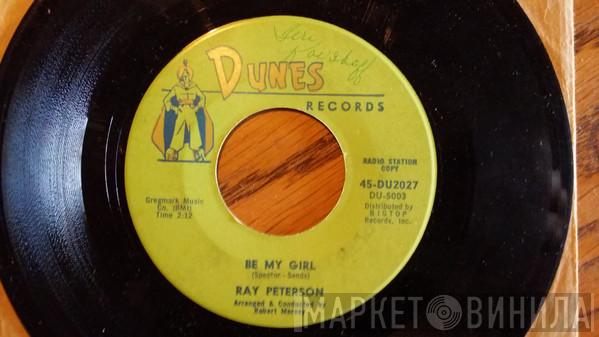 DUNES
RECORDS
RADIO STATION
COPY
45-DU2027
DU-5003
Distributed by
BIGTOP
Records, Inc.
Gregmark Music
Co. (BMI)
Time 2:12
BE MY GIRL
(Spector-Sands)
RAY PETERSON
Arranged & Conducted by
Robert Mersey
МАРКЕТ ВИНИЛА